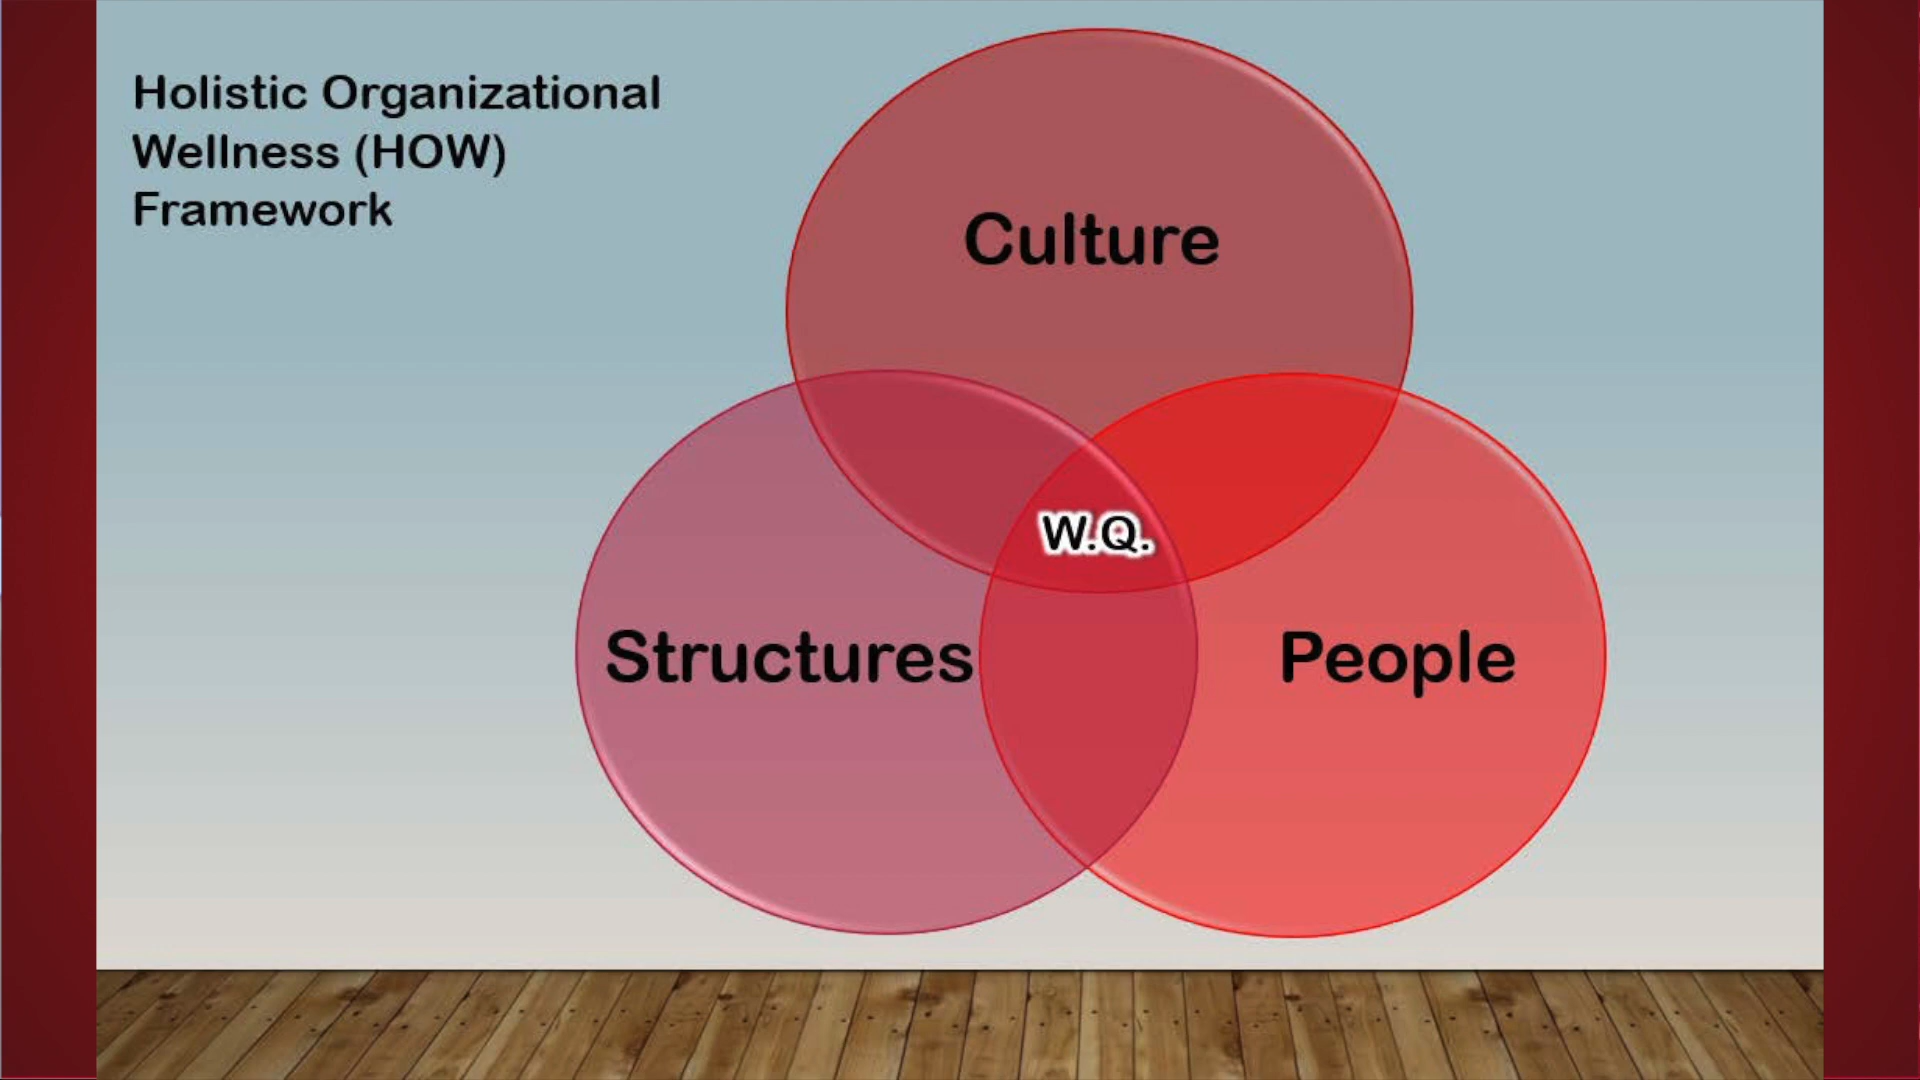 Holistic Organizational
Wellness (HOW)
Framework
Culture
W.Q.
Structures
People